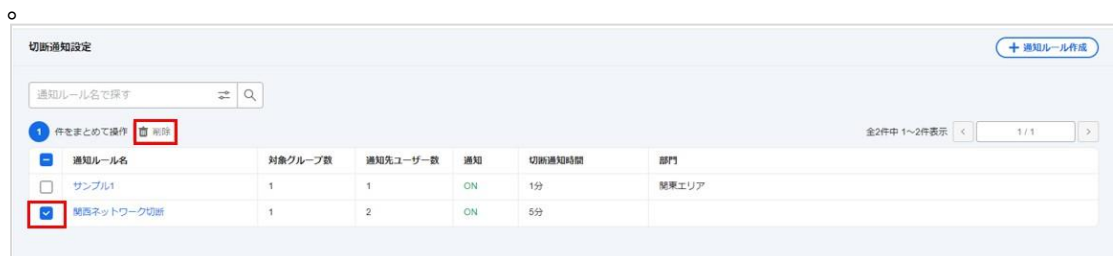 。
切断通知設定
+ 通知ルール作成
通知ルール名で探す
1 件をまとめて操作 削除
全2件中 1~2件表示 < 1 / 1 >
通知ルール名 対象グループ数 通知先ユーザー数 通知 切断通知時間 部門
サンプル1 1 1 ON 1分 関東エリア
関西ネットワーク切断 1 2 ON 5分